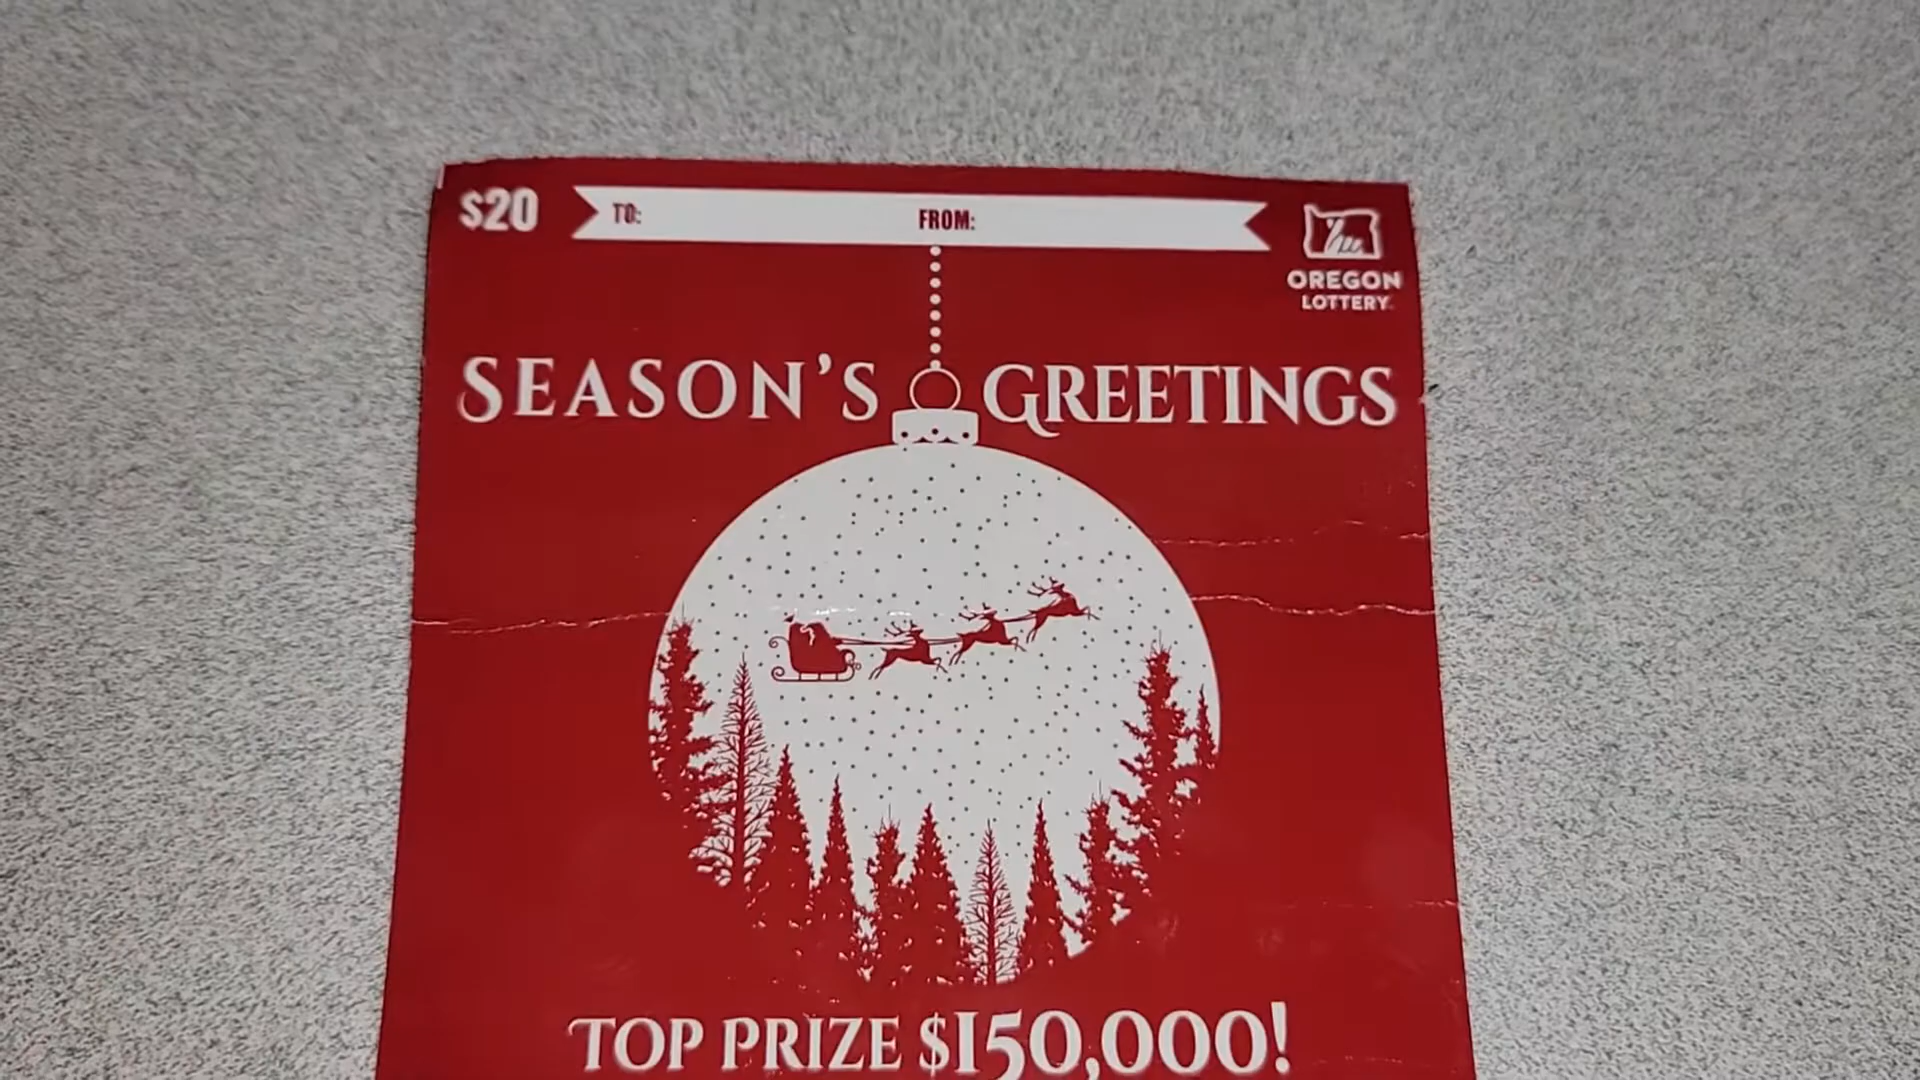 $20
TO: FROM:
OREGON
LOTTERY
SEASON'S GREETINGS
TOP PRIZE $150,000!